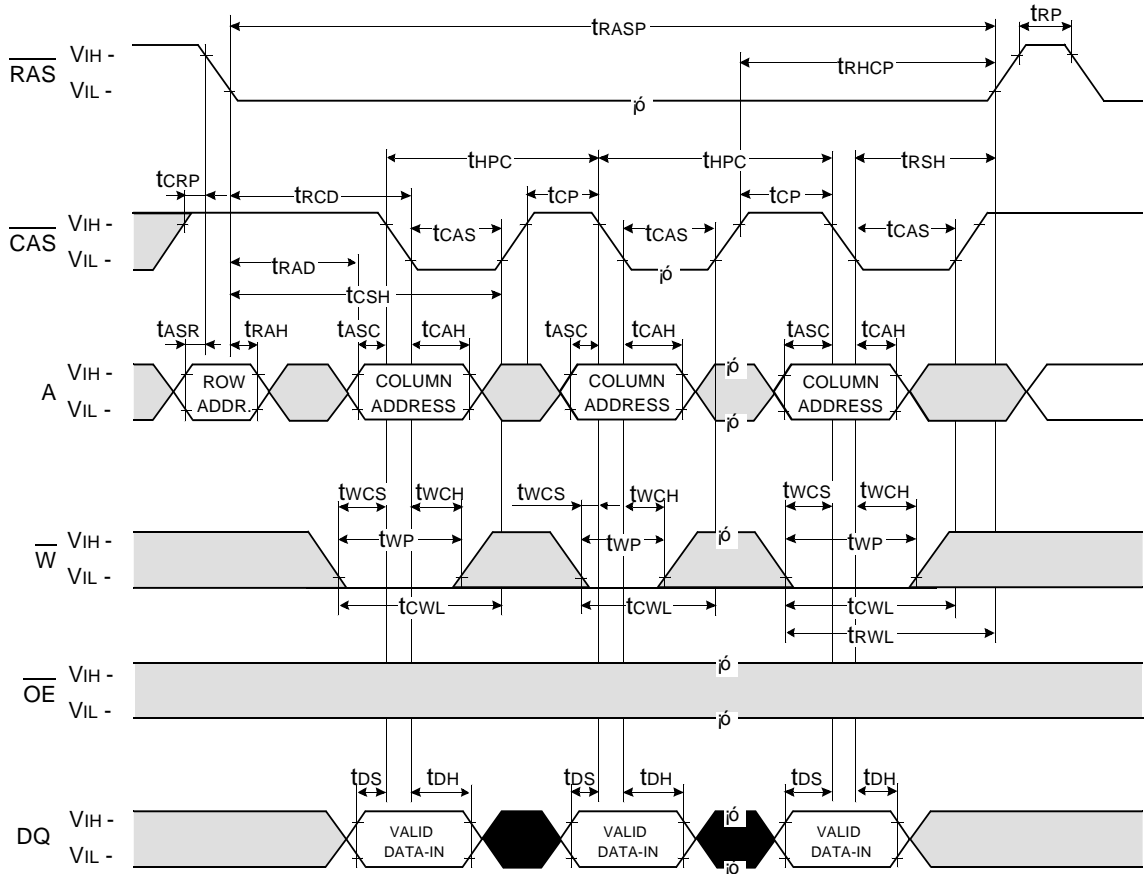 tRASP
tRP
RAS
VIH -
VIL -
tRHCP
¡ó
tHPC
tHPC
tRSH
tCRP
tRCD
tCP
tCP
CAS
VIH -
VIL -
tCAS
tCAS
tCAS
¡ó
tRAD
tCSH
tASR
tRAH
tASC
tCAH
tASC
tCAH
tASC
tCAH
A
VIH -
VIL -
ROW
ADDR.
COLUMN
ADDRESS
COLUMN
ADDRESS
¡ó
¡ó
COLUMN
ADDRESS
tWCS
tWCH
tWCS
tWCH
tWCS
tWCH
W
VIH -
VIL -
tWP
tWP
¡ó
tWP
tCWL
tCWL
tCWL
tRWL
OE
VIH -
VIL -
¡ó
¡ó
tDS
tDH
tDS
tDH
tDS
tDH
DQ
VIH -
VIL -
VALID
DATA-IN
VALID
DATA-IN
¡ó
¡ó
VALID
DATA-IN